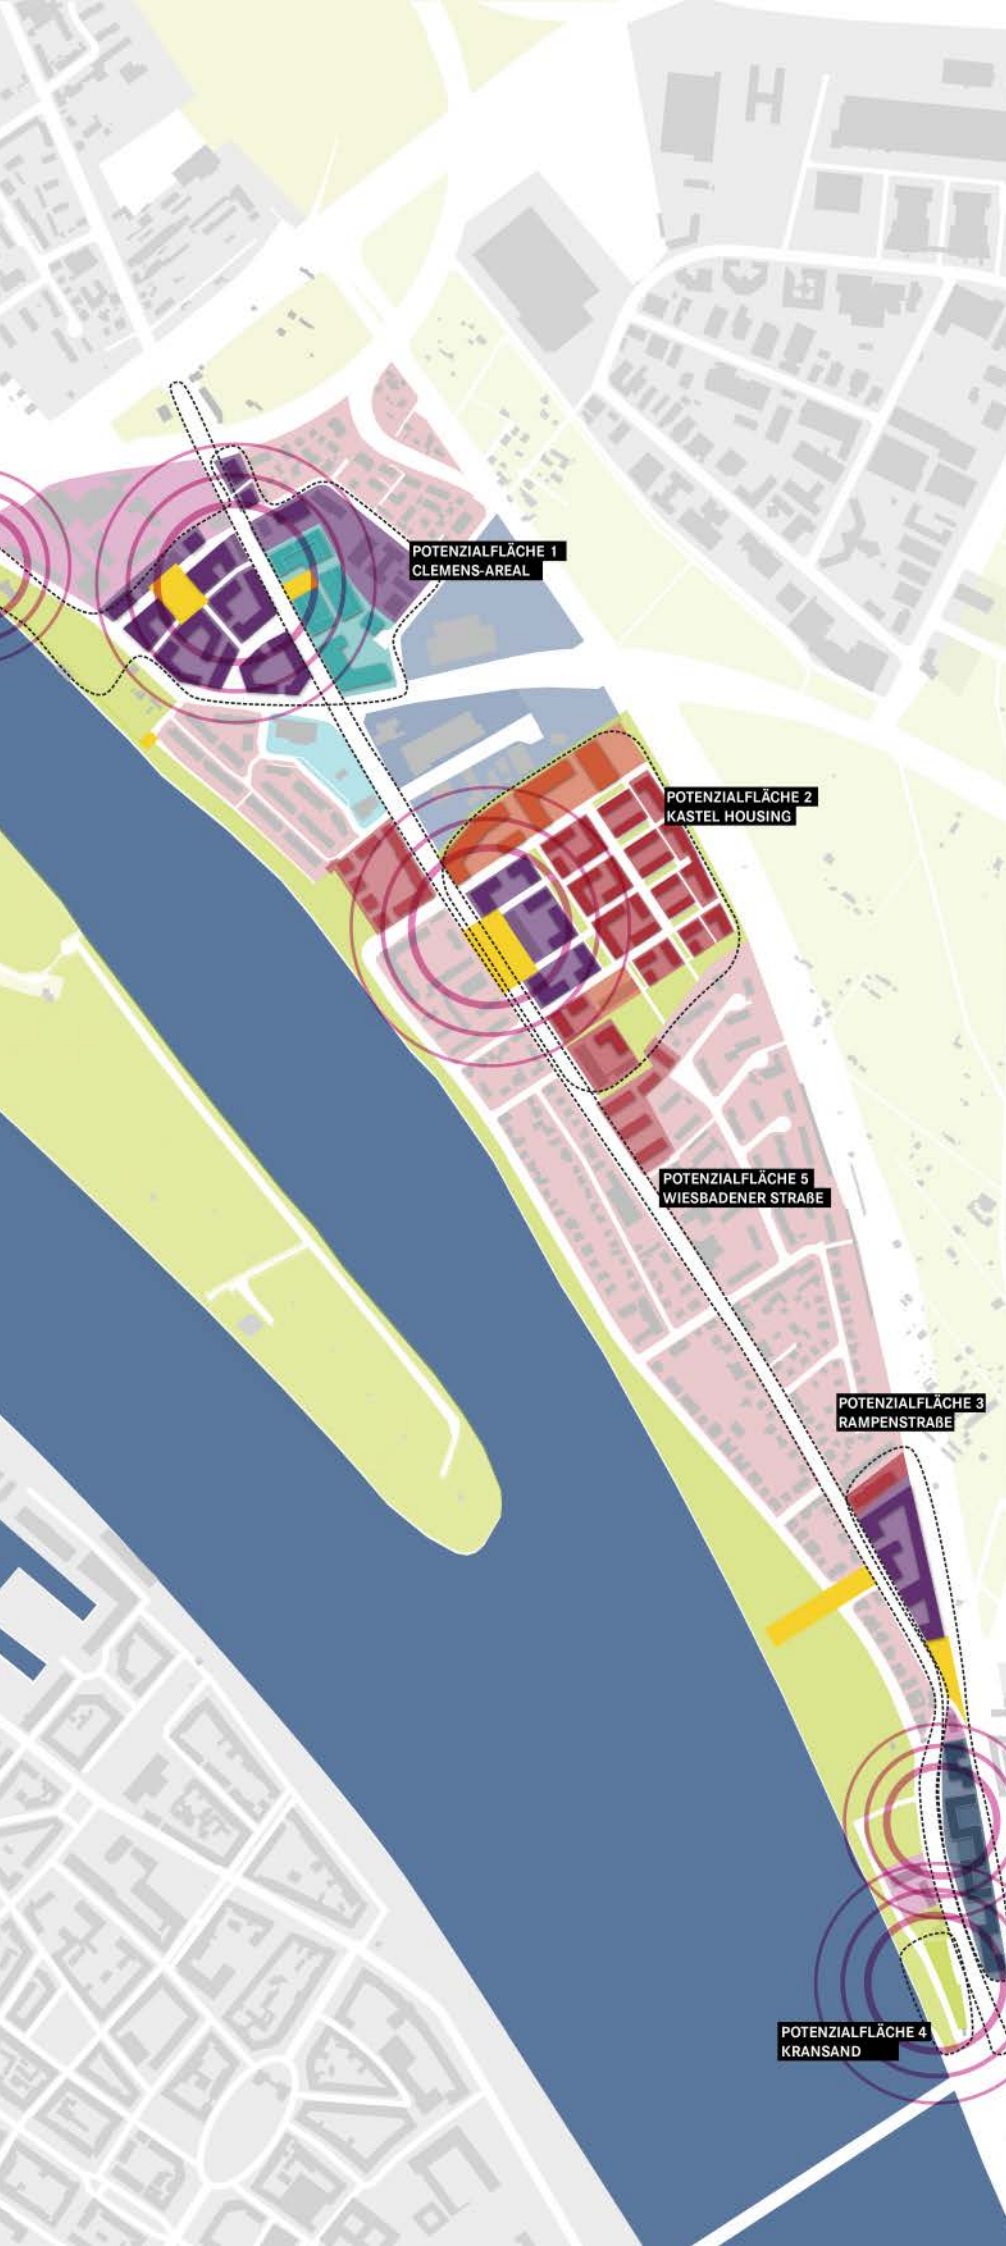 POTENZIALFLÄCHE 1
CLEMENS-AREAL
POTENZIALFLÄCHE 2
KASTEL HOUSING
POTENZIALFLÄCHE 5
WIESBADENER STRAßE
POTENZIALFLÄCHE 3
RAMPENSTRAßE
POTENZIALFLÄCHE 4
KRANSAND